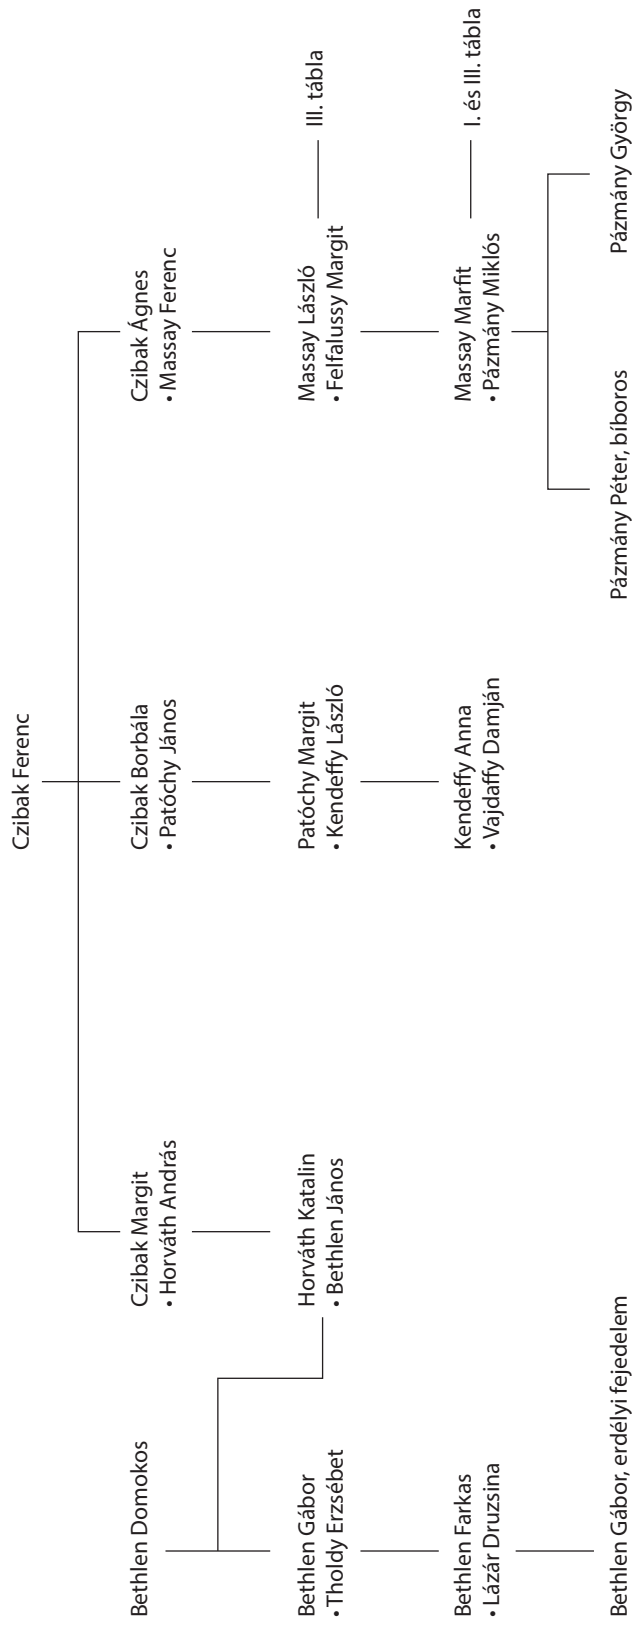 Czibak Ferenc
Bethlen Domokos
Czibak Margit
• Horváth András
Czibak Borbála
• Patóchy János
Czibak Ágnes
• Massay Ferenc
Bethlen Gábor
• Tholdy Erzsébet
Horváth Katalin
• Bethlen János
Patóchy Margit
• Kendeffy László
Massay László
• Felfalussy Margit
III. tábla
Bethlen Farkas
• Lázár Druzsina
Kendeffy Anna
• Vajdaffy Damján
Massay Marfit
• Pázmány Miklós
I. és III. tábla
Bethlen Gábor, erdélyi fejedelem
Pázmány Péter, bíboros
Pázmány György